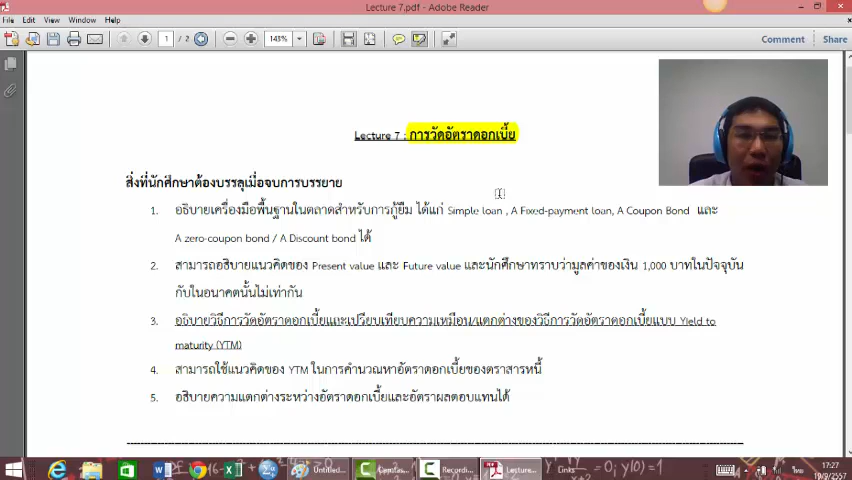 Lecture 7.pdf - Adobe Reader
File Edit View Window Help
1 / 2 143% Comment Share
Lecture 7 : การวัดอัตราดอกเบี้ย
สิ่งที่นักศึกษาต้องบรรลุเมื่อจบการบรรยาย
1. อธิบายเครื่องมือพื้นฐานในตลาดสำหรับการกู้ยืม ได้แก่ Simple loan , A Fixed-payment loan, A Coupon Bond และ
A zero-coupon bond / A Discount bond ได้
2. สามารถอธิบายแนวคิดของ Present value และ Future value และนักศึกษาทราบว่ามูลค่าของเงิน 1,000 บาทในปัจจุบัน
กับในอนาคตนั้นไม่เท่ากัน
3. อธิบายวิธีการวัดอัตราดอกเบี้ยและเปรียบเทียบความเหมือน/แตกต่างของวิธีการวัดอัตราดอกเบี้ยแบบ Yield to
maturity (YTM)
4. สามารถใช้แนวคิดของ YTM ในการคำนวณหาอัตราดอกเบี้ยของตราสารหนี้
5. อธิบายความแตกต่างระหว่างอัตราดอกเบี้ยและอัตราผลตอบแทนได้
Untitled... Camtas... Recordi... Lecture... Links 17:27
19/9/2557